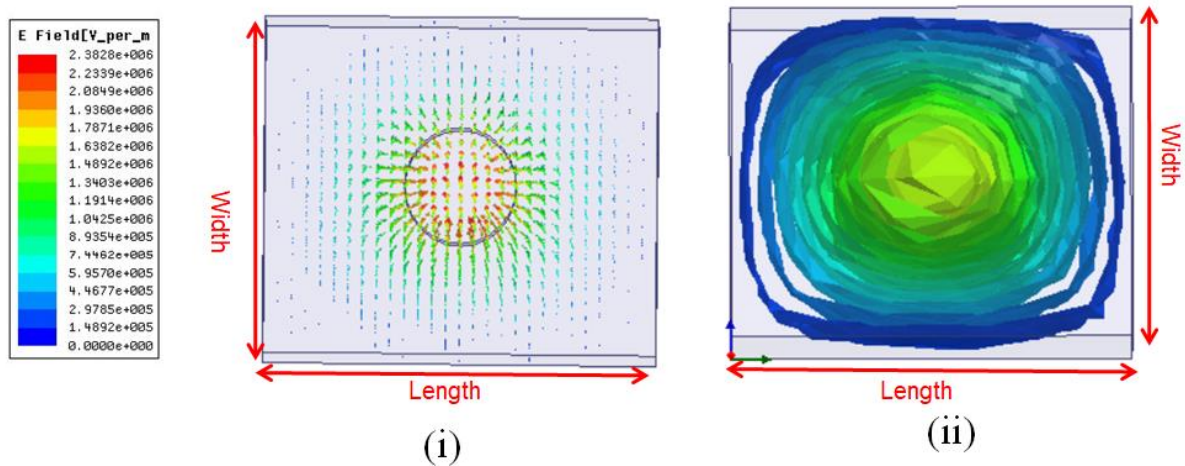 E Field[V_per_m
2.3828e+006
2.2339e+006
2.0849e+006
1.9360e+006
1.7871e+006
1.6382e+006
1.4892e+006
1.3403e+006
1.1914e+006
1.0425e+006
8.9354e+005
7.4462e+005
5.9570e+005
4.4677e+005
2.9785e+005
1.4892e+005
0.0000e+000
Width
Length
(i)
Width
Length
(ii)